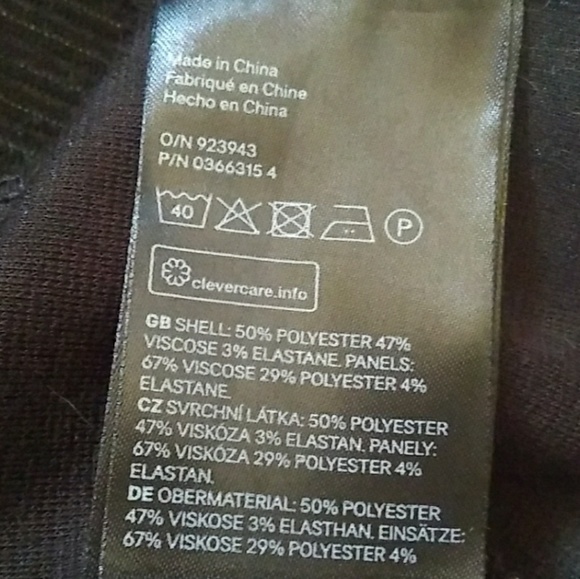 Made in China
Fabriqué en Chine
Hecho en China
O/N 923943
P/N 0366315 4
40
P
clevercare.info
GB SHELL: 50% POLYESTER 47%
VISCOSE 3% ELASTANE. PANELS:
67% VISCOSE 29% POLYESTER 4%
ELASTANE.
CZ SVRCHNÍ LÁTKA: 50% POLYESTER
47% VISKÓZA 3% ELASTAN. PANELY:
67% VISKÓZA 29% POLYESTER 4%
ELASTAN.
DE OBERMATERIAL: 50% POLYESTER
47% VISKOSE 3% ELASTHAN. EINSÄTZE:
67% VISKOSE 29% POLYESTER 4%